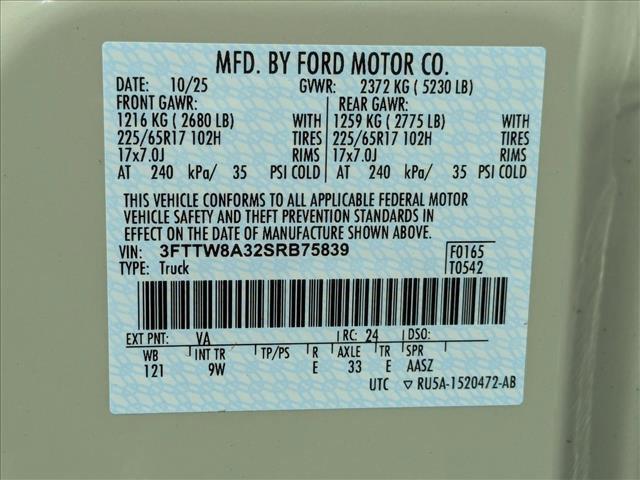 MFD. BY FORD MOTOR CO.
DATE: 10/25 GVWR: 2372 KG ( 5230 LB)
FRONT GAWR: REAR GAWR:
1216 KG ( 2680 LB) WITH 1259 KG ( 2775 LB) WITH
225/65R17 102H TIRES 225/65R17 102H TIRES
17x7.0J RIMS 17x7.0J RIMS
AT 240 kPa/ 35 PSI COLD AT 240 kPa/ 35 PSI COLD
THIS VEHICLE CONFORMS TO ALL APPLICABLE FEDERAL MOTOR
VEHICLE SAFETY AND THEFT PREVENTION STANDARDS IN
EFFECT ON THE DATE OF MANUFACTURE SHOWN ABOVE.
VIN: 3FTTW8A32SRB75839 F0165
TYPE: Truck T0542
EXT PNT: VA RC: 24 DSO:
WB INT TR TP/PS R AXLE TR SPR
121 9W E 33 E AASZ
UTC ▽ RU5A-1520472-AB